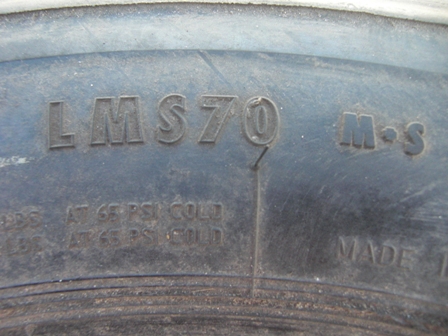 LMS70 M•S
AT 65 PSI COLD
AT 65 PSI COLD
MADE